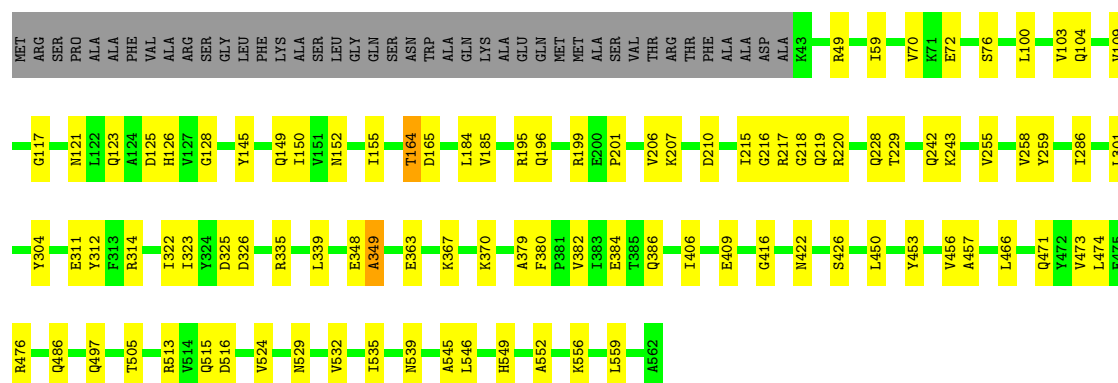 MET ARG SER PRO ALA ALA PHE VAL ALA ARG SER GLY LEU PHE LYS ALA SER LEU GLY GLN SER ASN TRP ALA GLN LYS ALA GLU GLN MET MET ALA SER VAL THR ARG THR PHE ALA ALA ASP ALA K43 R49 I59 V70 K71 E72 S76 L100 V103 Q104 V109
G117 N121 L122 Q123 A124 D125 H126 V127 G128 Y145 Q149 I150 V151 N152 I155 T164 D165 L184 V185 R195 Q196 R199 E200 P201 V206 K207 D210 I215 G216 R217 G218 Q219 R220 Q228 T229 Q242 K243 V255 V258 Y259 I286 L301
Y304 E311 Y312 F313 R314 I322 I323 Y324 D325 D326 R335 L339 E348 A349 E363 K367 K370 A379 F380 P381 V382 I383 E384 T385 Q386 I406 E409 G416 N422 S426 L450 Y453 V456 A457 L466 Q471 Y472 V473 L474 E475
R476 Q486 Q497 T505 R513 V514 Q515 D516 V524 N529 V532 I535 N539 A545 L546 H549 A552 K556 L559 A562